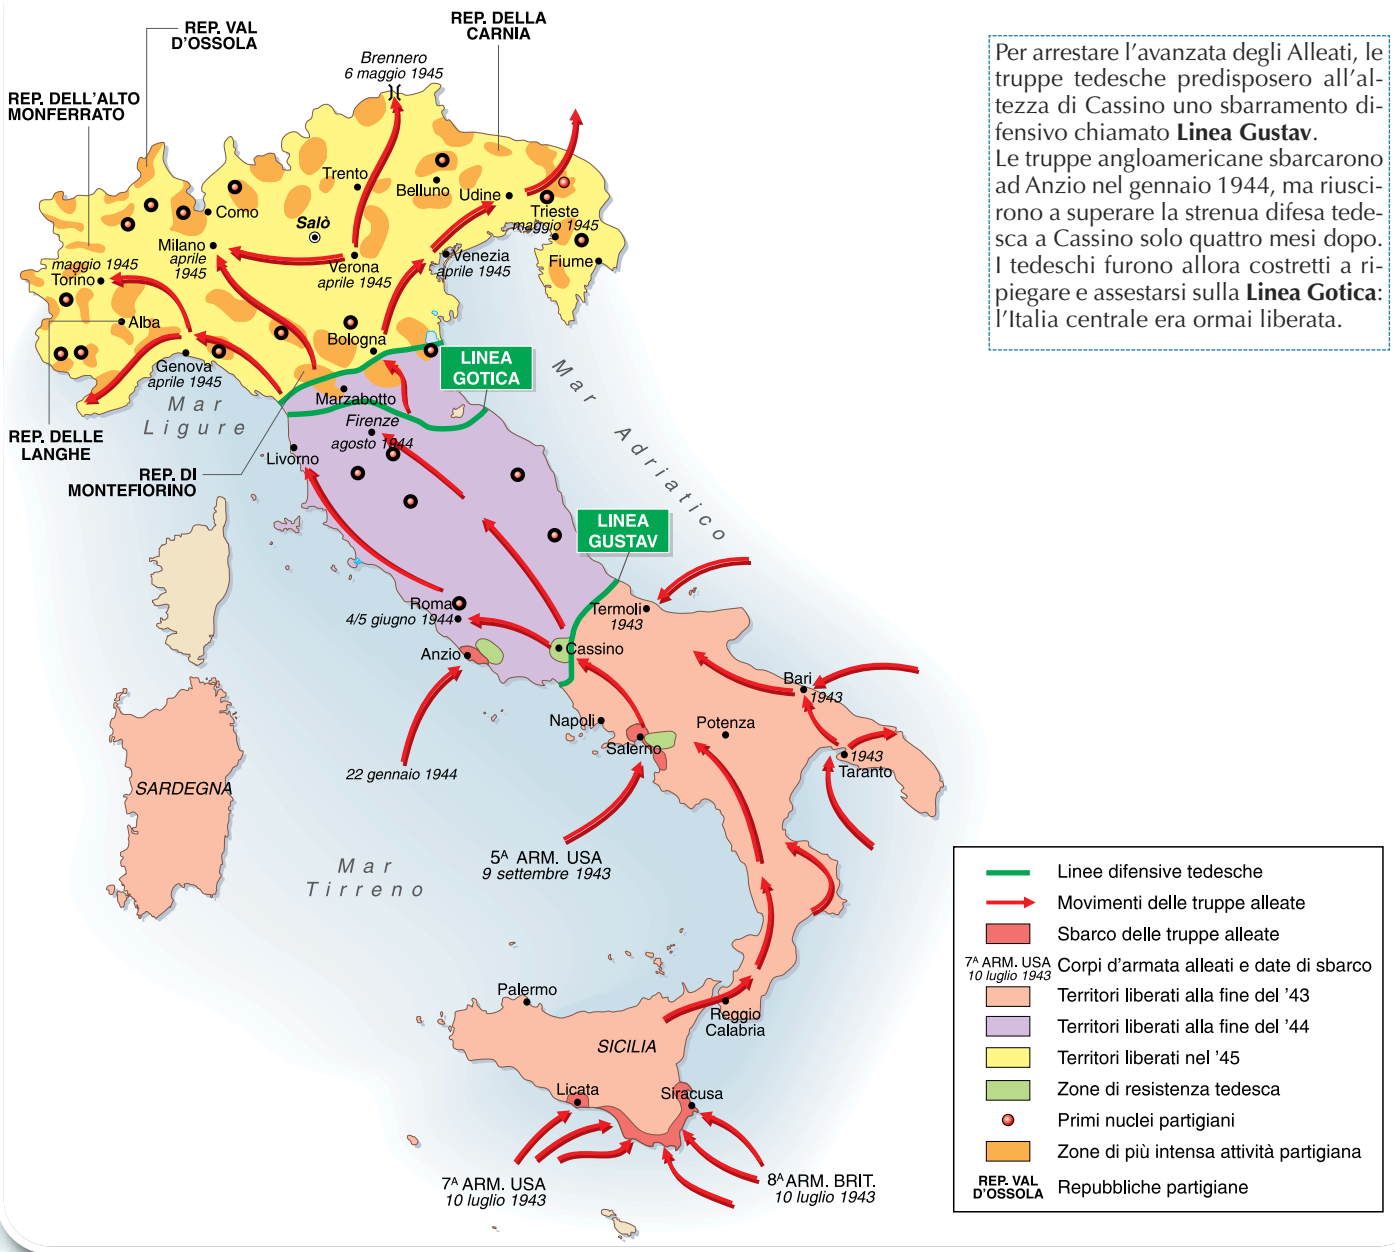 REP. VAL
D'OSSOLA
REP. DELLA
CARNIA
Brennero
6 maggio 1945
REP. DELL'ALTO
MONFERRATO
Trento
Belluno
Udine
Como
Salò
Trieste
maggio 1945
Milano
aprile
1945
Venezia
aprile 1945
Fiume
maggio 1945
Torino
Verona
aprile 1945
Alba
Bologna
Genova
aprile 1945
LINEA
GOTICA
Marzabotto
Mar
Ligure
Firenze
agosto 1944
REP. DELLE
LANGHE
Livorno
REP. DI
MONTEFIORINO
Mar Adriatico
LINEA
GUSTAV
Roma
4/5 giugno 1944
Termoli
1943
Anzio
Cassino
Bari
1943
Napoli
Potenza
Salerno
1943
Taranto
22 gennaio 1944
SARDEGNA
5ᴬ ARM. USA
9 settembre 1943
Mar
Tirreno
Palermo
Reggio
Calabria
SICILIA
Licata
Siracusa
7ᴬ ARM. USA
10 luglio 1943
8ᴬ ARM. BRIT.
10 luglio 1943
Per arrestare l'avanzata degli Alleati, le
truppe tedesche predisposero all'al-
tezza di Cassino uno sbarramento di-
fensivo chiamato Linea Gustav.
Le truppe angloamericane sbarcarono
ad Anzio nel gennaio 1944, ma riusci-
rono a superare la strenua difesa tede-
sca a Cassino solo quattro mesi dopo.
I tedeschi furono allora costretti a ri-
piegare e assestarsi sulla Linea Gotica:
l'Italia centrale era ormai liberata.
Linee difensive tedesche
Movimenti delle truppe alleate
Sbarco delle truppe alleate
7ᴬ ARM. USA
10 luglio 1943
Corpi d'armata alleati e date di sbarco
Territori liberati alla fine del '43
Territori liberati alla fine del '44
Territori liberati nel '45
Zone di resistenza tedesca
Primi nuclei partigiani
Zone di più intensa attività partigiana
REP. VAL
D'OSSOLA
Repubbliche partigiane